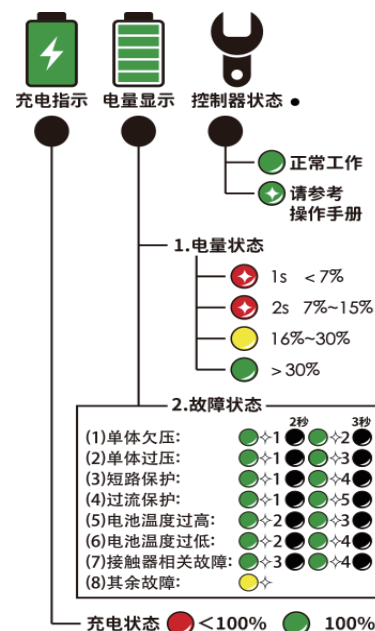 充电指示 电量显示 控制器状态
正常工作
请参考
操作手册
1.电量状态
1s <7%
2s 7%~15%
16%~30%
>30%
2.故障状态
2秒 3秒
(1)单体欠压: 1 2
(2)单体过压: 1 3
(3)短路保护: 1 4
(4)过流保护: 1 5
(5)电池温度过高: 2 3
(6)电池温度过低: 2 4
(7)接触器相关故障: 3 4
(8)其余故障:
充电状态 <100% 100%